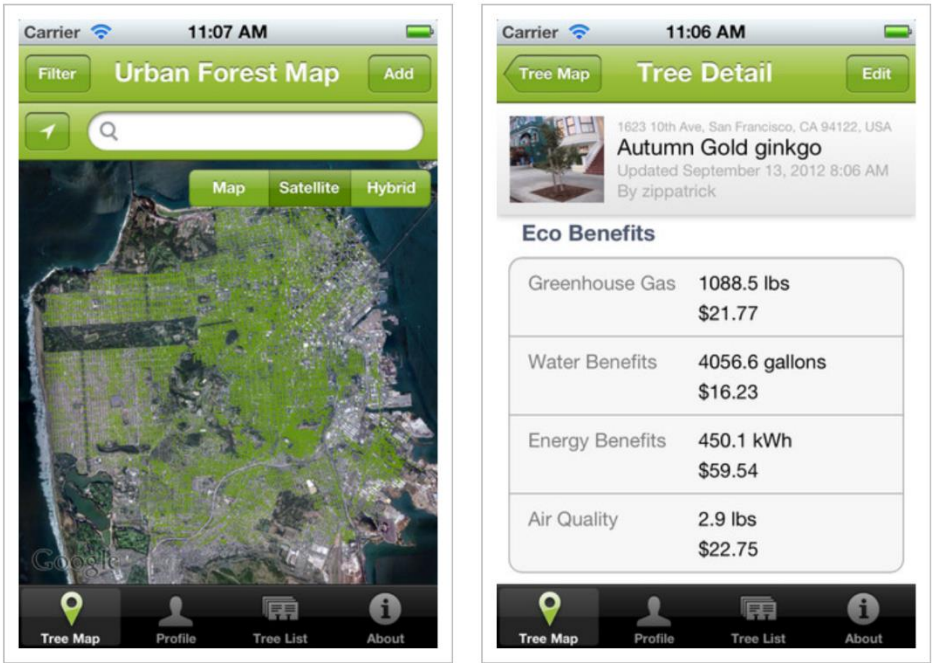 Carrier 11:07 AM
Filter Urban Forest Map Add
Map Satellite Hybrid
Google
Tree Map Profile Tree List About
Carrier 11:06 AM
Tree Map Tree Detail Edit
1623 10th Ave, San Francisco, CA 94122, USA
Autumn Gold ginkgo
Updated September 13, 2012 8:06 AM
By zippatrick
Eco Benefits
Greenhouse Gas 1088.5 lbs
$21.77
Water Benefits 4056.6 gallons
$16.23
Energy Benefits 450.1 kWh
$59.54
Air Quality 2.9 lbs
$22.75
Tree Map Profile Tree List About